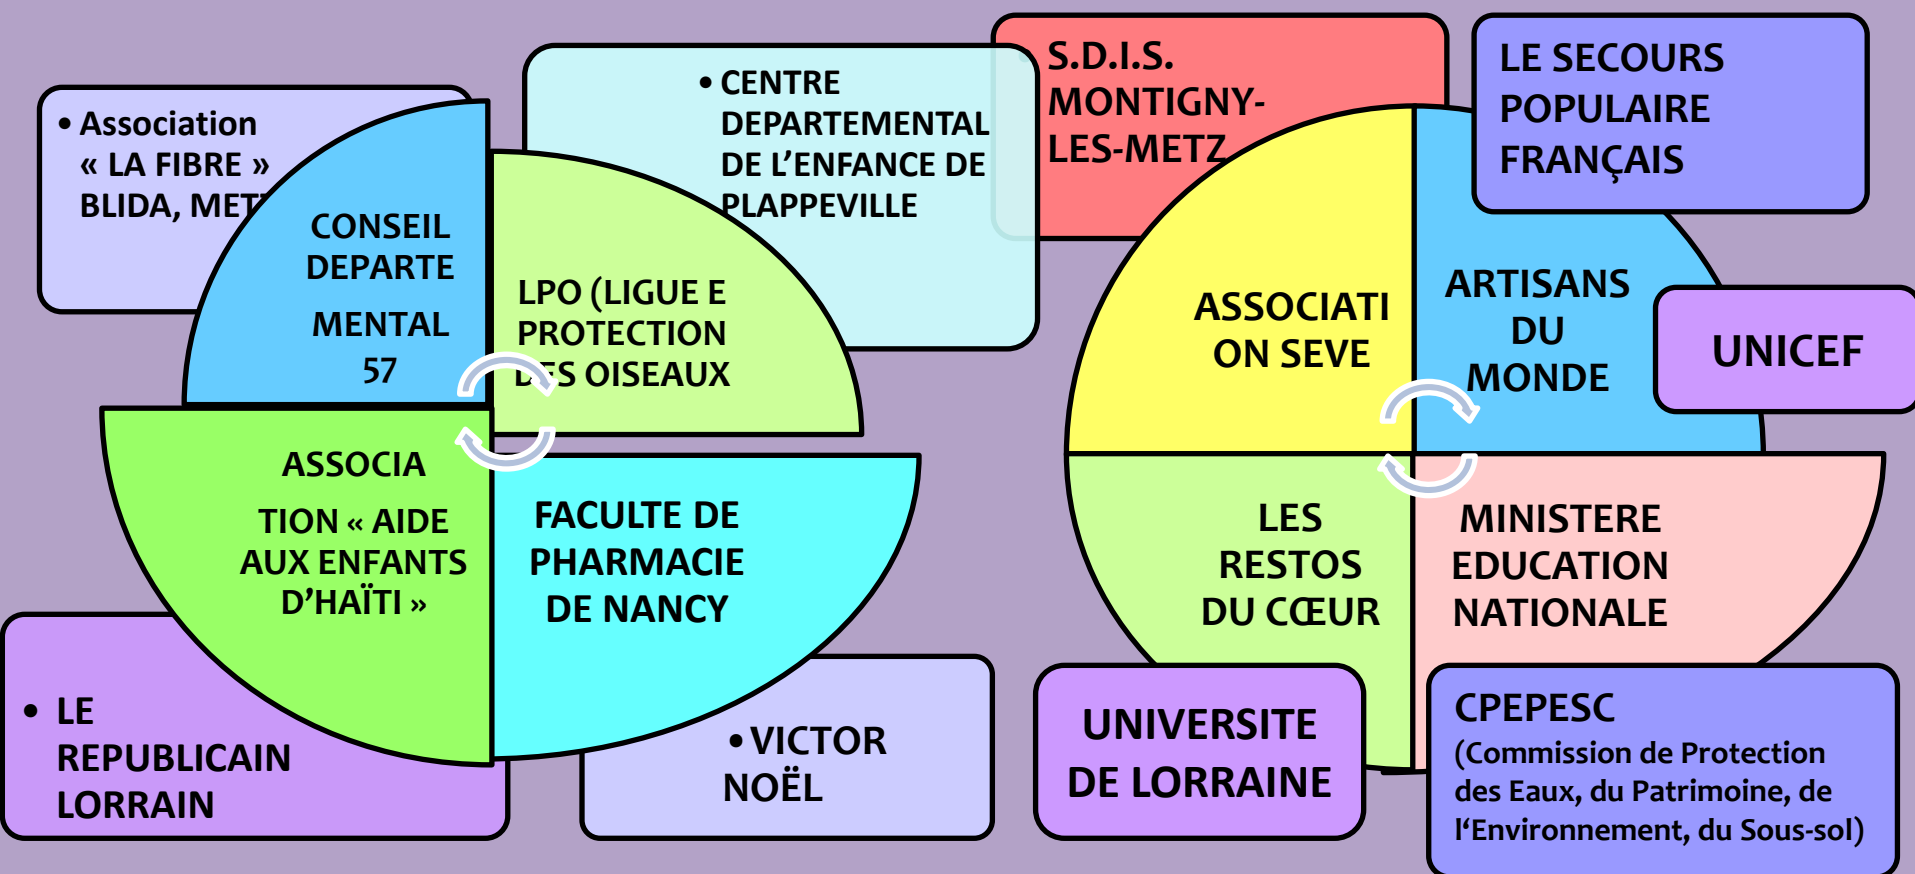 • Association
« LA FIBRE »
BLIDA, MET
• CENTRE
DEPARTEMENTAL
DE L'ENFANCE DE
PLAPPEVILLE
CONSEIL
DEPARTE
MENTAL
57
LPO (LIGUE E
PROTECTION
DES OISEAUX
ASSOCIA
TION « AIDE
AUX ENFANTS
D'HAÏTI »
FACULTE DE
PHARMACIE
DE NANCY
• LE
REPUBLICAIN
LORRAIN
• VICTOR
NOËL
S.D.I.S.
MONTIGNY-
LES-METZ
LE SECOURS
POPULAIRE
FRANÇAIS
ASSOCIATI
ON SEVE
ARTISANS
DU
MONDE
UNICEF
LES
RESTOS
DU CŒUR
MINISTERE
EDUCATION
NATIONALE
UNIVERSITE
DE LORRAINE
CPEPESC
(Commission de Protection
des Eaux, du Patrimoine, de
l'Environnement, du Sous-sol)